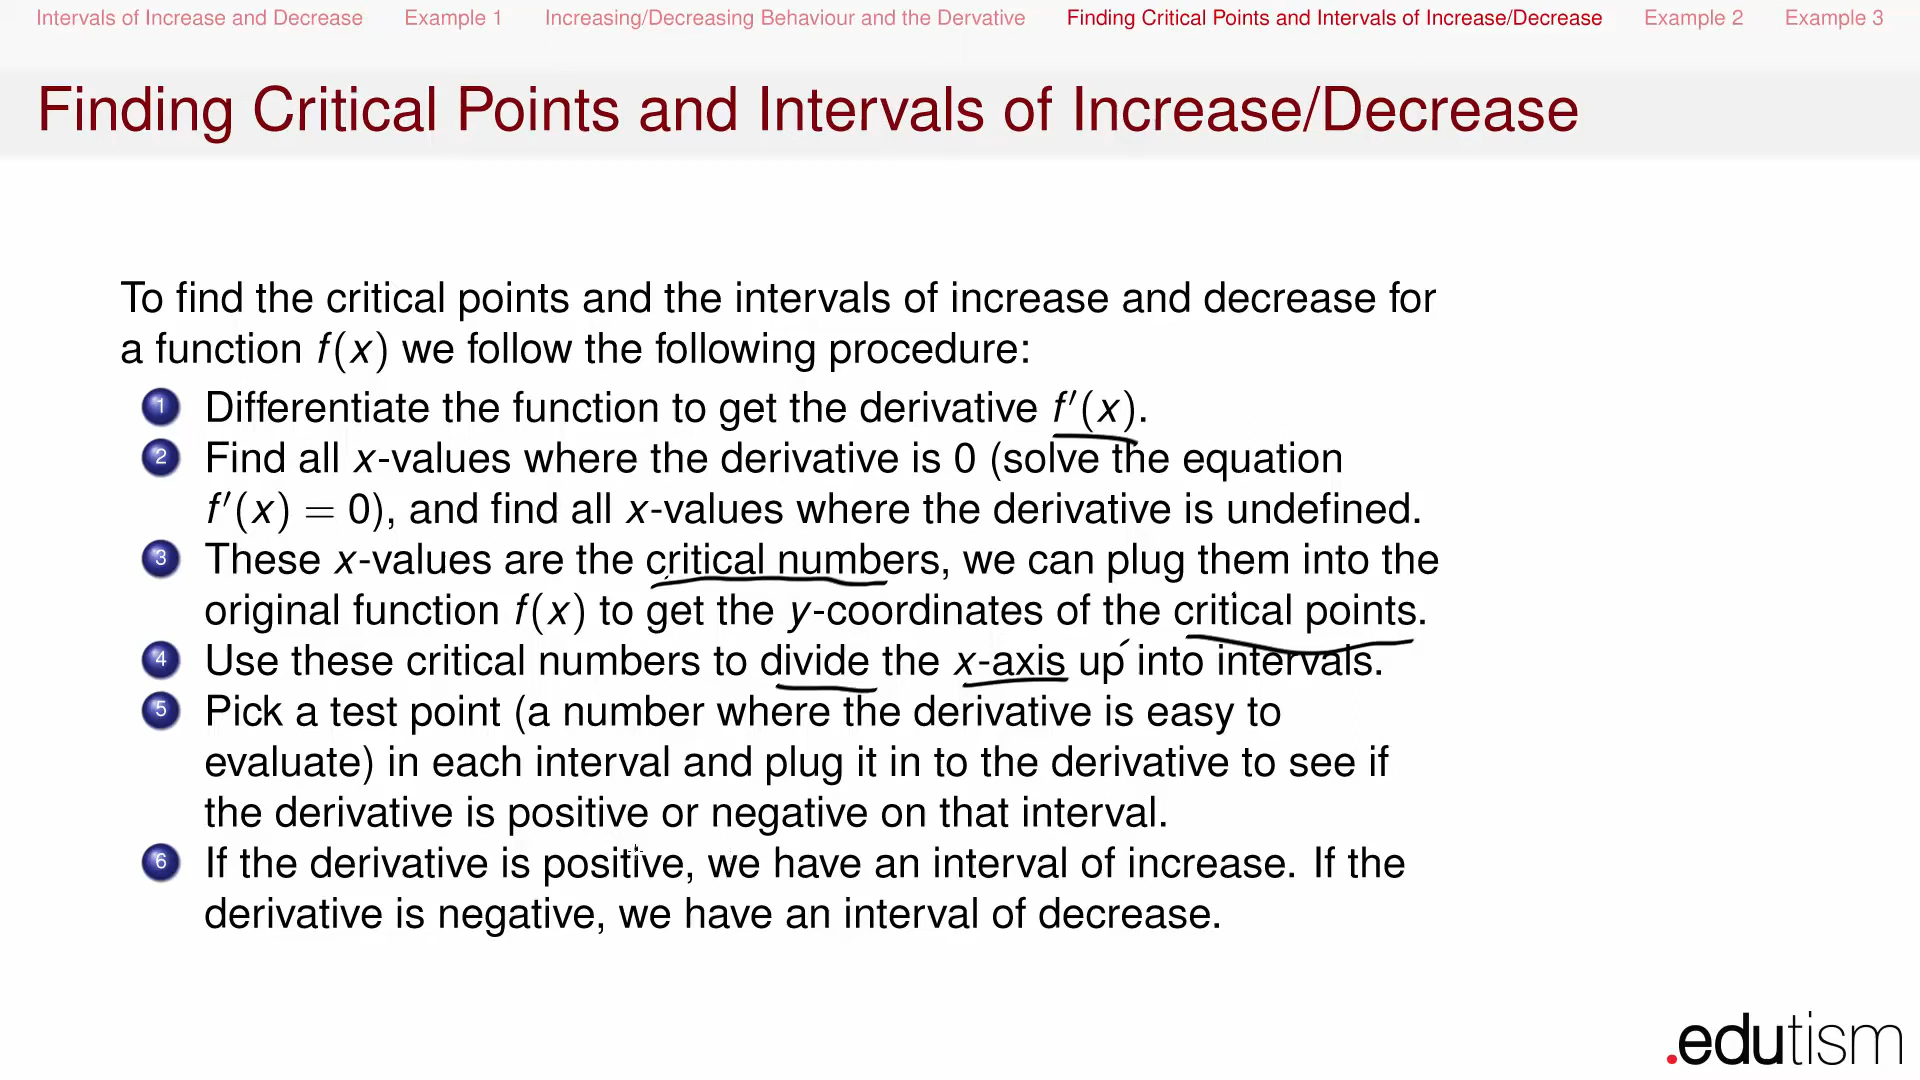 Intervals of Increase and Decrease Example 1 Increasing/Decreasing Behaviour and the Dervative Finding Critical Points and Intervals of Increase/Decrease Example 2 Example 3
Finding Critical Points and Intervals of Increase/Decrease
To find the critical points and the intervals of increase and decrease for
a function f(x) we follow the following procedure:
1 Differentiate the function to get the derivative f′(x).
2 Find all x-values where the derivative is 0 (solve the equation
f′(x) = 0), and find all x-values where the derivative is undefined.
3 These x-values are the critical numbers, we can plug them into the
original function f(x) to get the y-coordinates of the critical points.
4 Use these critical numbers to divide the x-axis up into intervals.
5 Pick a test point (a number where the derivative is easy to
evaluate) in each interval and plug it in to the derivative to see if
the derivative is positive or negative on that interval.
6 If the derivative is positive, we have an interval of increase. If the
derivative is negative, we have an interval of decrease.
.edutism